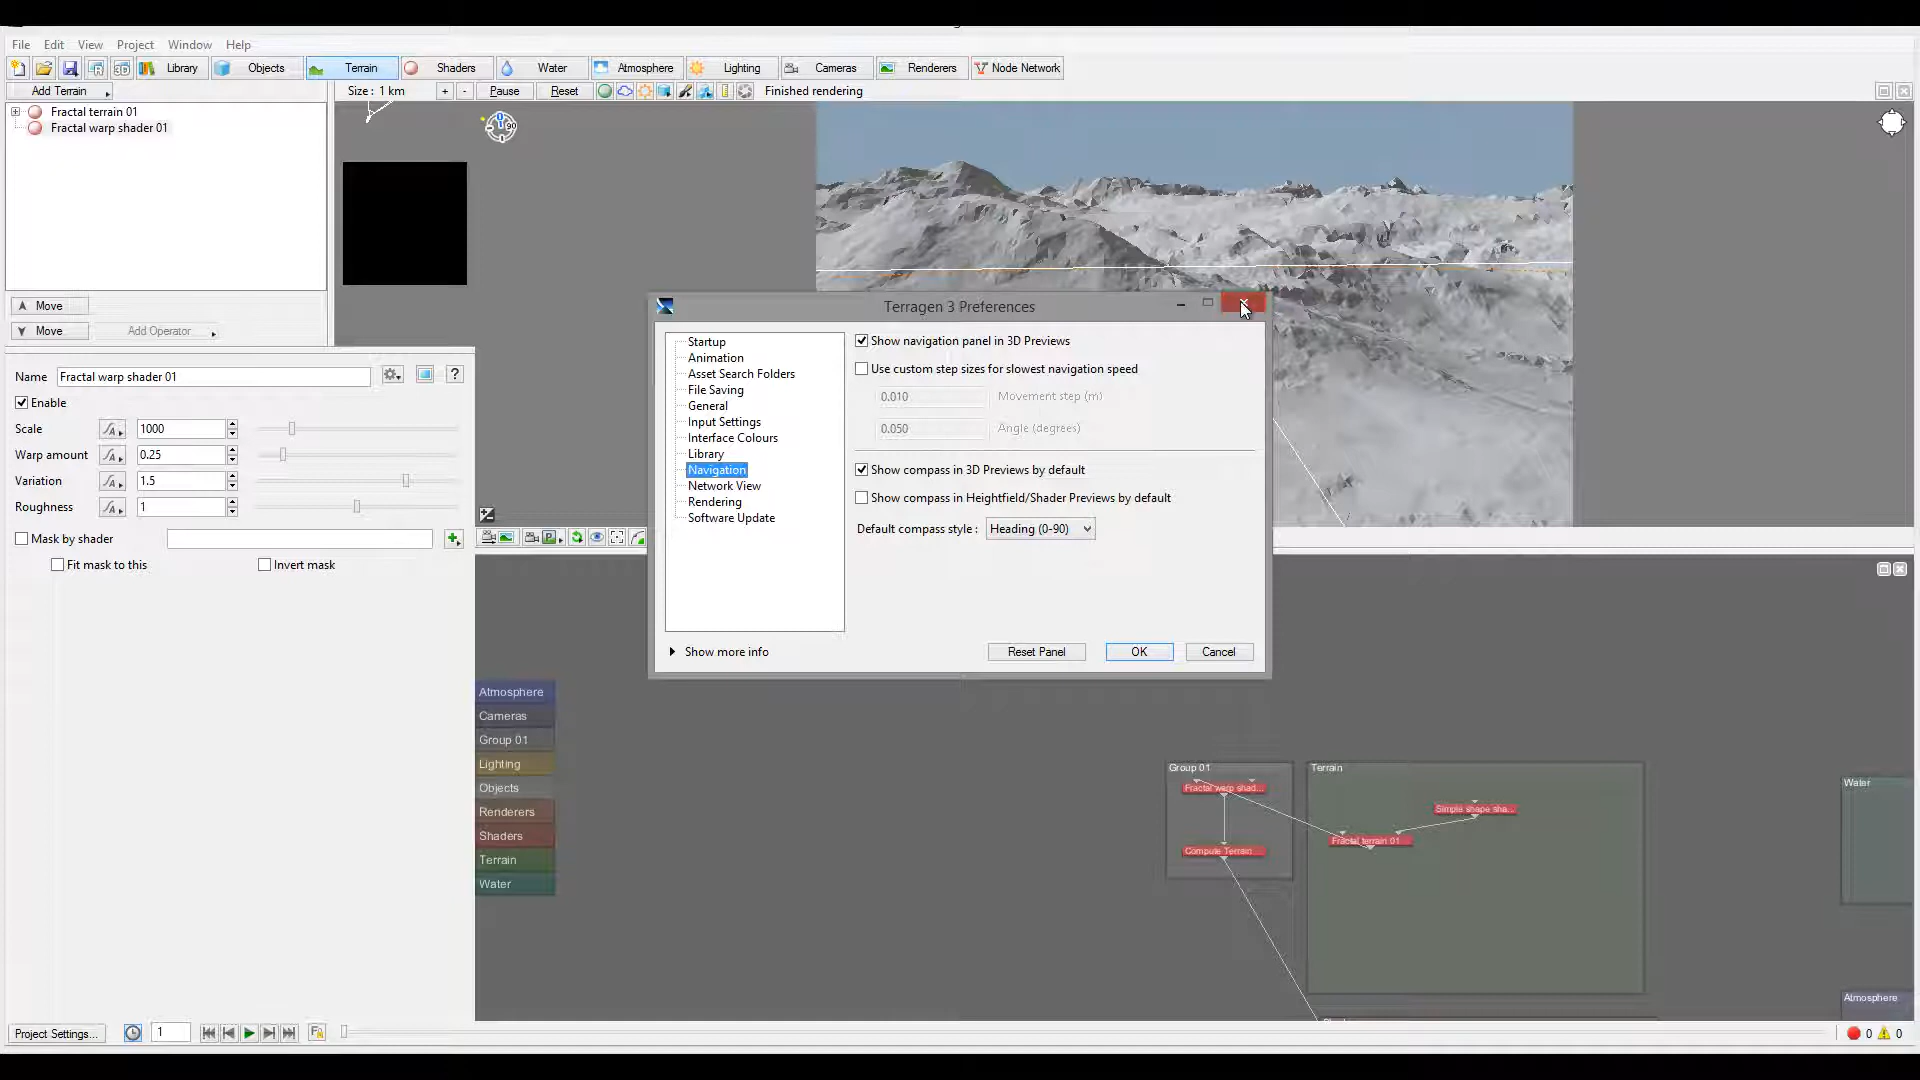 File Edit View Project Window Help
Library Objects Terrain Shaders Water Atmosphere Lighting Cameras Renderers Node Network
Add Terrain
Size : 1 km + - Pause Reset Finished rendering
Fractal terrain 01
Fractal warp shader 01
90
Move
Move Add Operator
Name Fractal warp shader 01 ?
Enable
Scale 1000
Warp amount 0.25
Variation 1.5
Roughness 1
Mask by shader
Fit mask to this Invert mask
Terragen 3 Preferences
Startup
Animation
Asset Search Folders
File Saving
General
Input Settings
Interface Colours
Library
Navigation
Network View
Rendering
Software Update
Show navigation panel in 3D Previews
Use custom step sizes for slowest navigation speed
0.010 Movement step (m)
0.050 Angle (degrees)
Show compass in 3D Previews by default
Show compass in Heightfield/Shader Previews by default
Default compass style : Heading (0-90)
Show more info Reset Panel OK Cancel
Atmosphere
Cameras
Group 01
Lighting
Objects
Renderers
Shaders
Terrain
Water
Group 01
Fractal warp shad...
Compute Terrain
Terrain
Simple shape sha...
Fractal terrain 01
Water
Atmosphere
Project Settings... 1 0 0